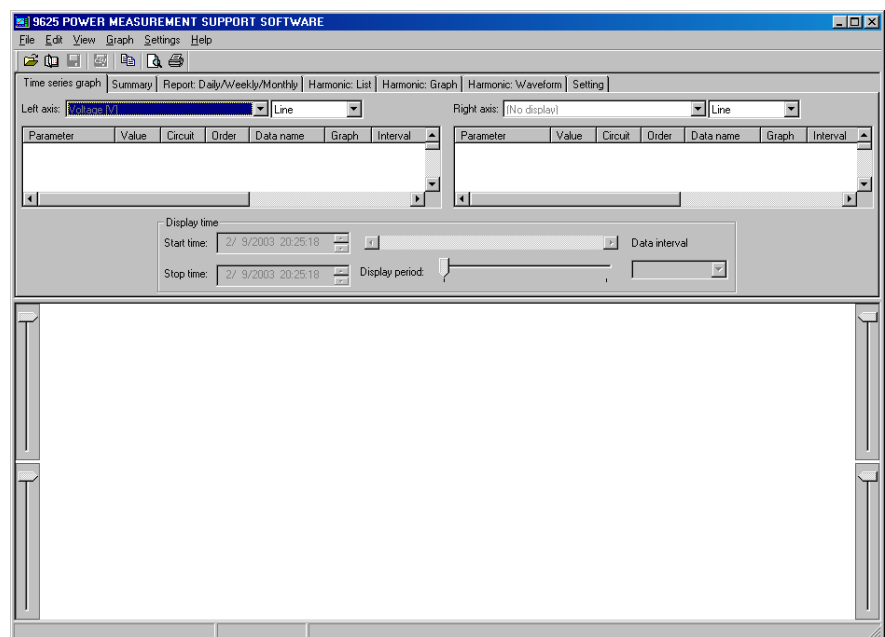 9625 POWER MEASUREMENT SUPPORT SOFTWARE
File Edit View Graph Settings Help
Time series graph Summary Report: Daily/Weekly/Monthly Harmonic: List Harmonic: Graph Harmonic: Waveform Setting
Left axis: Voltage [V] Line Right axis: (No display) Line
Parameter Value Circuit Order Data name Graph Interval Parameter Value Circuit Order Data name Graph Interval
Display time
Start time: 2/ 9/2003 20:25:18 Data interval
Stop time: 2/ 9/2003 20:25:18 Display period: